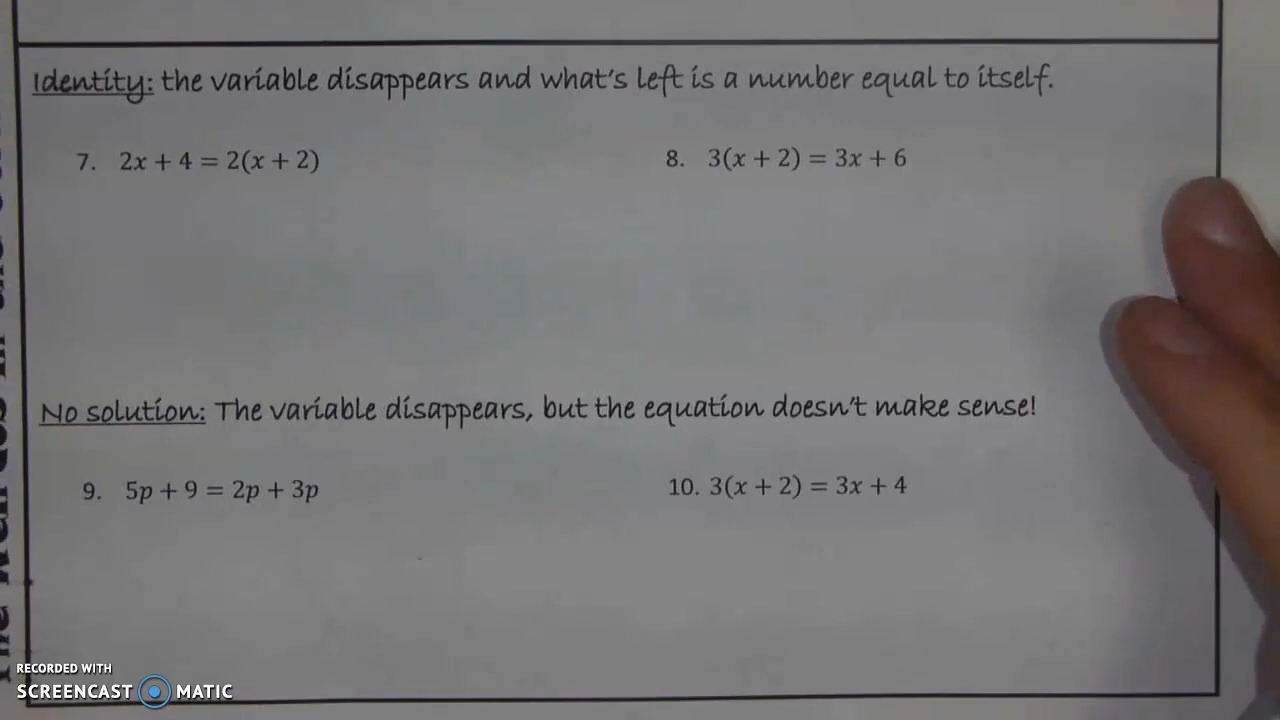 Identity: the variable disappears and what's left is a number equal to itself.
7. 2x + 4 = 2(x + 2)
8. 3(x + 2) = 3x + 6
No solution: The variable disappears, but the equation doesn't make sense!
9. 5p + 9 = 2p + 3p
10. 3(x + 2) = 3x + 4
RECORDED WITH
SCREENCAST MATIC